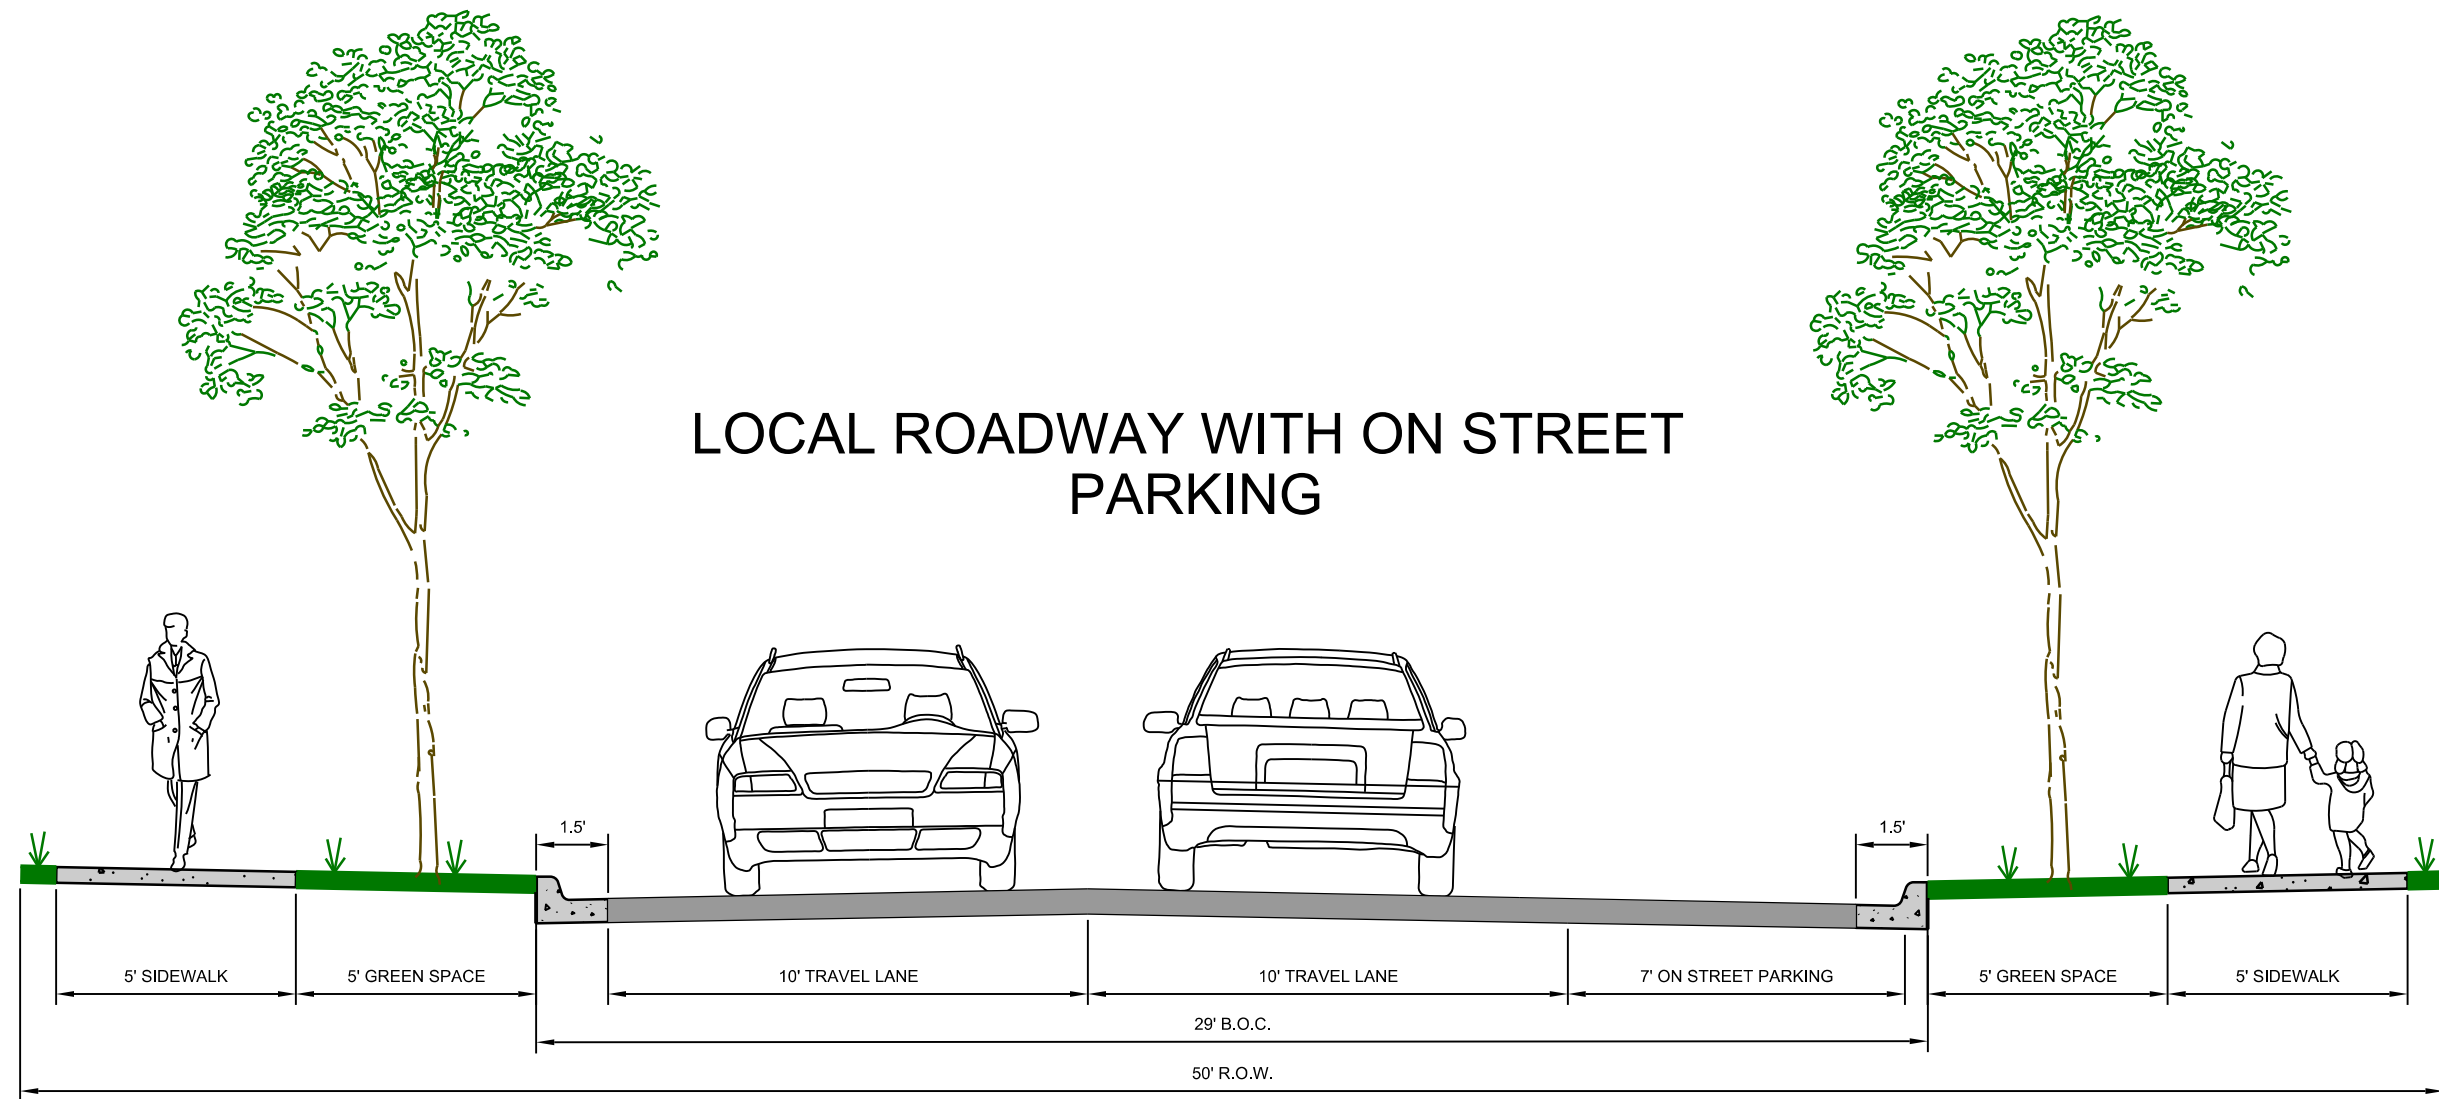 LOCAL ROADWAY WITH ON STREET
PARKING
1.5'
1.5'
5' SIDEWALK
5' GREEN SPACE
10' TRAVEL LANE
10' TRAVEL LANE
7' ON STREET PARKING
5' GREEN SPACE
5' SIDEWALK
29' B.O.C.
50' R.O.W.